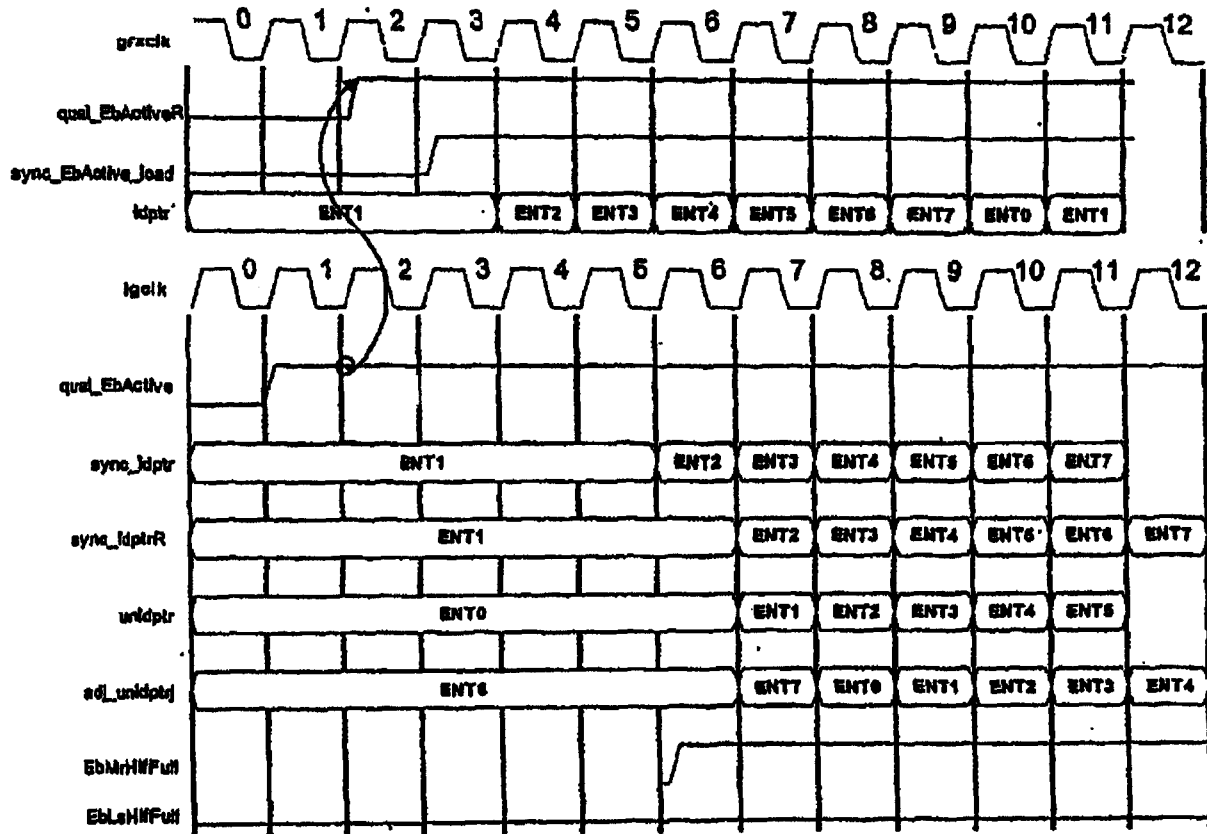 0 1 2 3 4 5 6 7 8 9 10 11 12
gfxclk
qual_EbActiveR
sync_EbActive_load
ldptr
ENT1 ENT2 ENT3 ENT4 ENT5 ENT6 ENT7 ENT0 ENT1
0 1 2 3 4 5 6 7 8 9 10 11 12
lgclk
qual_EbActive
sync_ldptr
ENT1 ENT2 ENT3 ENT4 ENT5 ENT6 ENT7
sync_ldptrR
ENT1 ENT2 ENT3 ENT4 ENT5 ENT6 ENT7
unldptr
ENT0 ENT1 ENT2 ENT3 ENT4 ENT5
adj_unldptr
ENT6 ENT7 ENT0 ENT1 ENT2 ENT3 ENT4
EbMrHlfFull
EbLsHlfFull